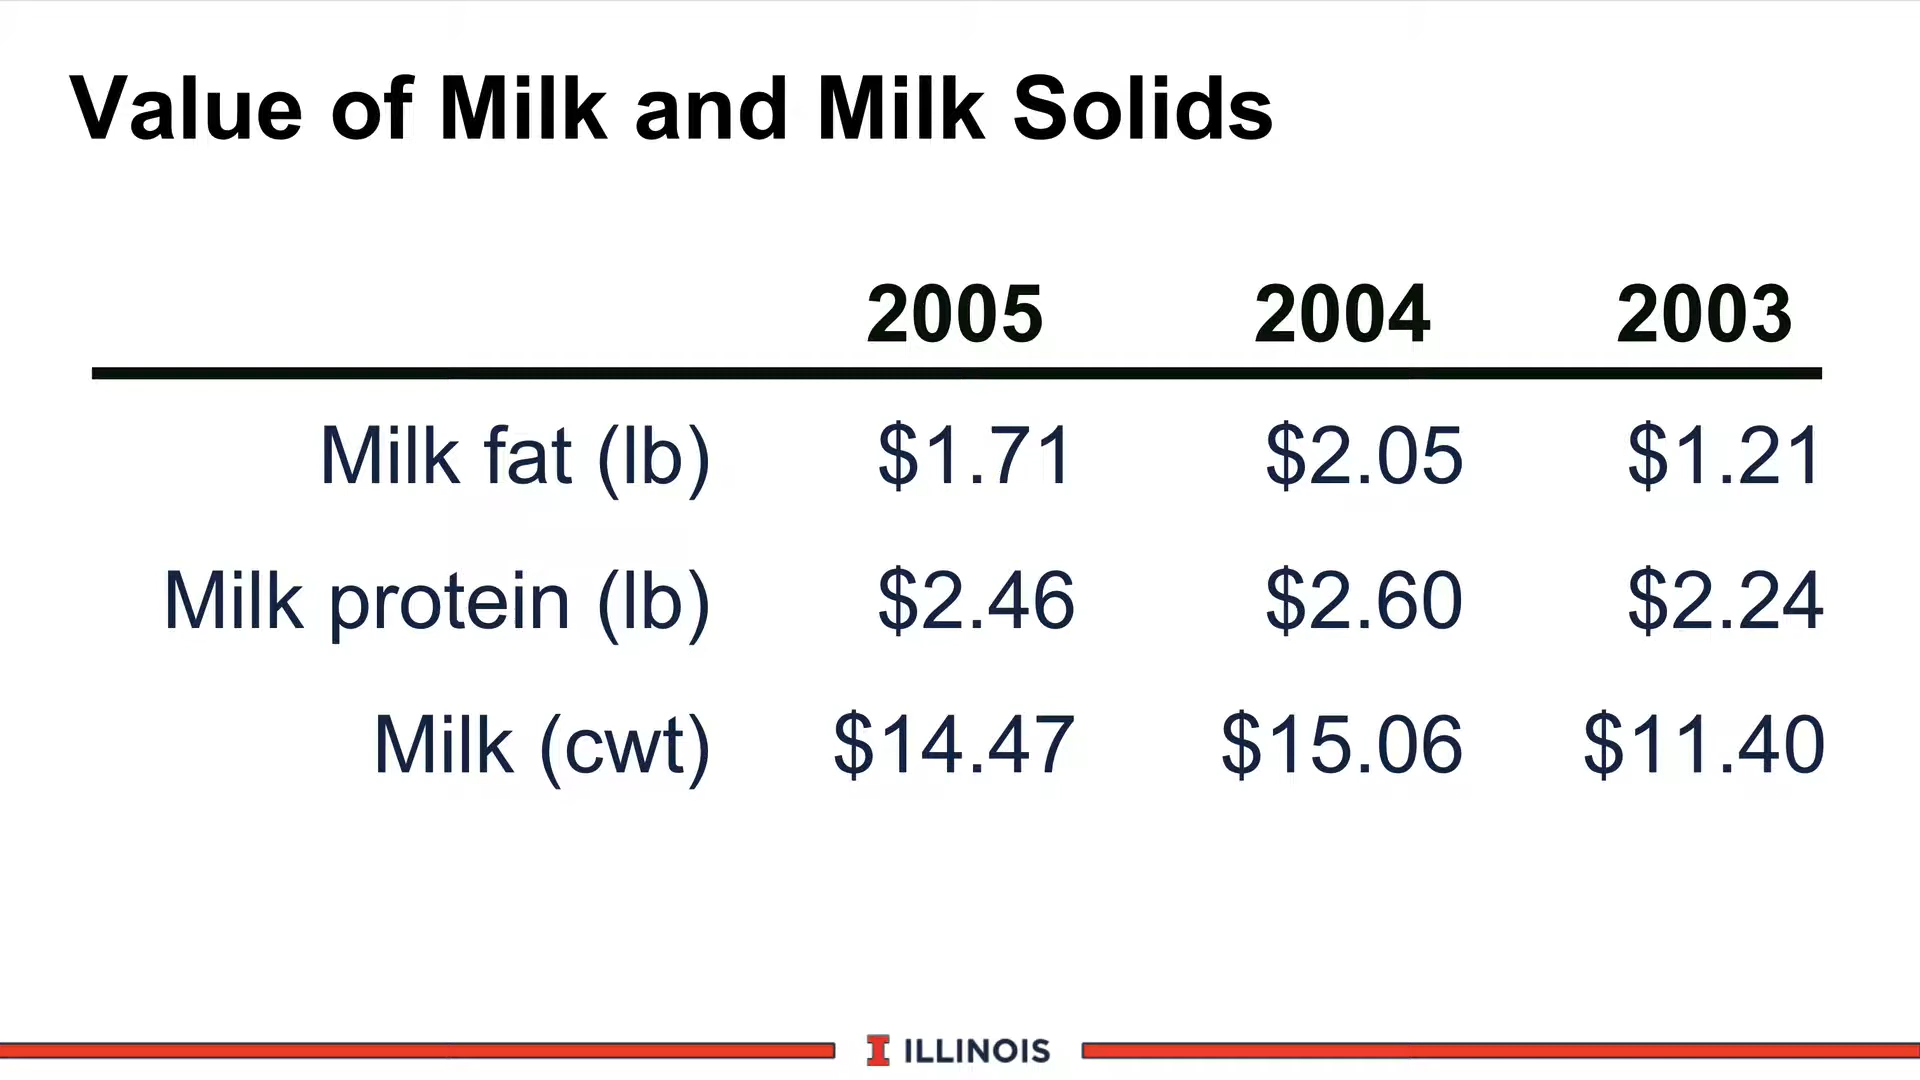 Value of Milk and Milk Solids
2005 2004 2003
Milk fat (lb) $1.71 $2.05 $1.21
Milk protein (lb) $2.46 $2.60 $2.24
Milk (cwt) $14.47 $15.06 $11.40
I ILLINOIS